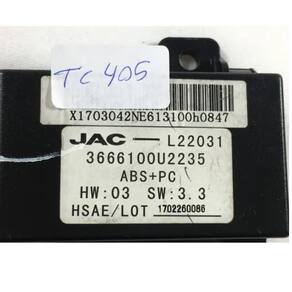 TC 405
X1703042NE613100h0847
JAC — L22031
3666100U2235
ABS+PC
HW:03 SW:3.3
HSAE/LOT 1702260086